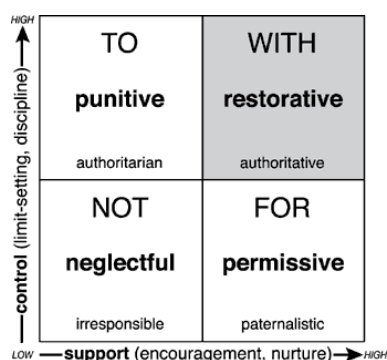 HIGH
TO
punitive
authoritarian
WITH
restorative
authoritative
NOT
neglectful
irresponsible
FOR
permissive
paternalistic
control (limit-setting, discipline)
LOW
support (encouragement, nurture)
HIGH